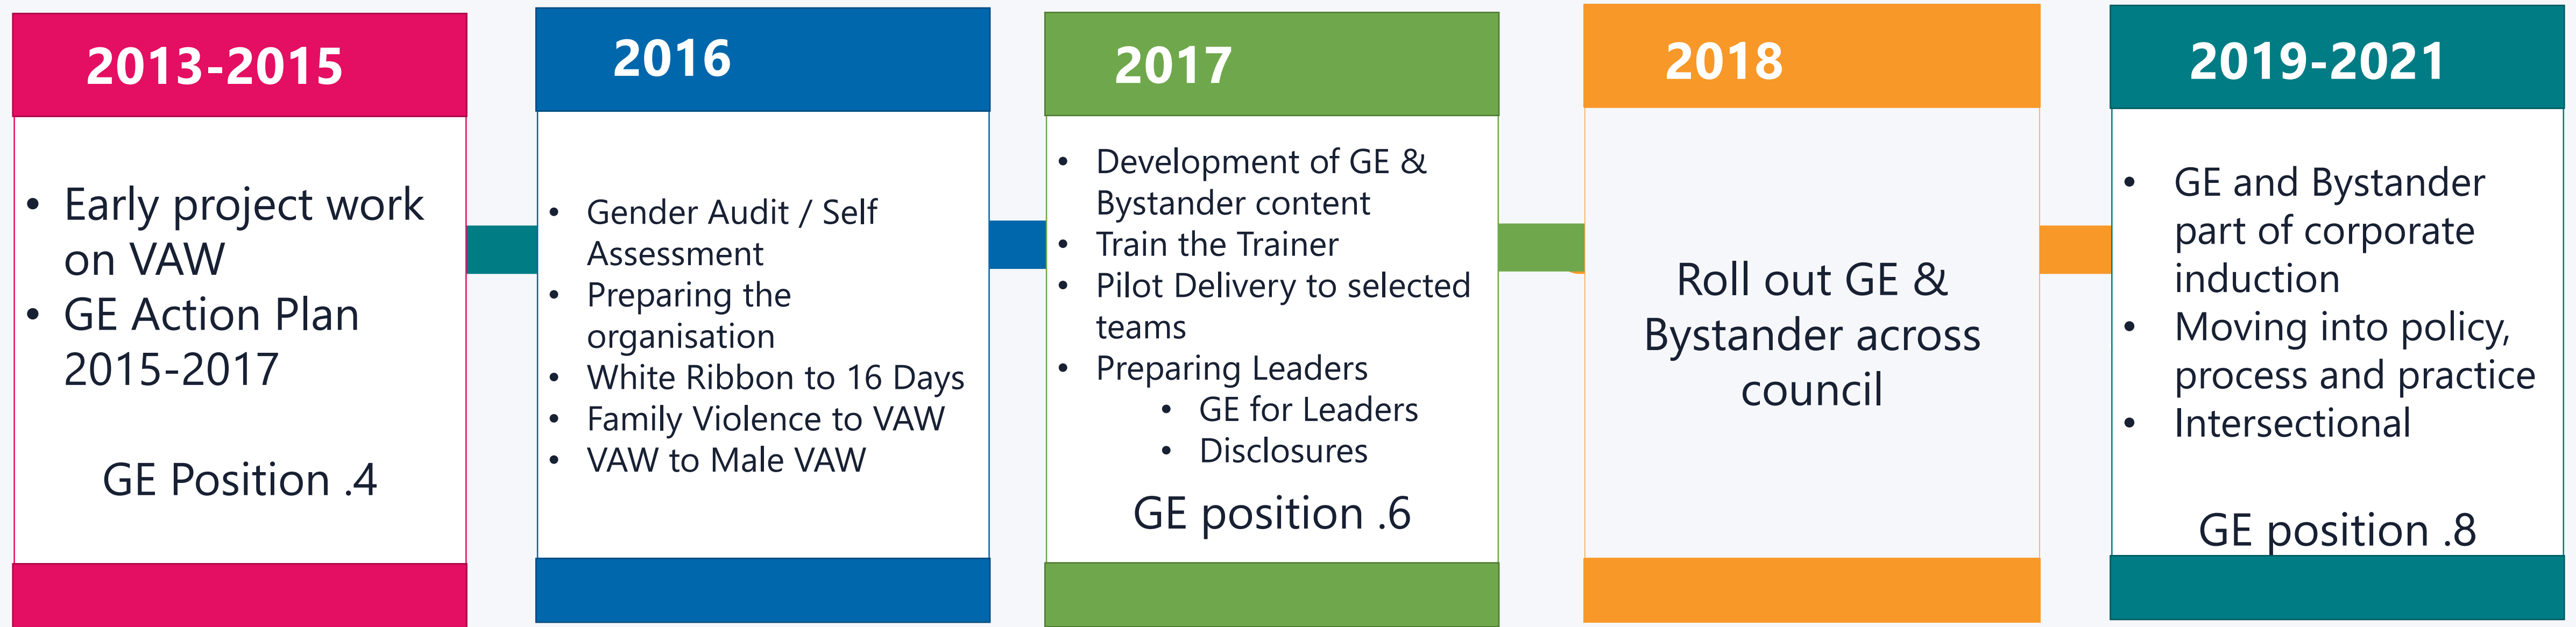 2013-2015
• Early project work
on VAW
• GE Action Plan
2015-2017
GE Position .4
2016
• Gender Audit / Self
Assessment
• Preparing the
organisation
• White Ribbon to 16 Days
• Family Violence to VAW
• VAW to Male VAW
2017
• Development of GE &
Bystander content
• Train the Trainer
• Pilot Delivery to selected
teams
• Preparing Leaders
• GE for Leaders
• Disclosures
GE position .6
2018
Roll out GE &
Bystander across
council
2019-2021
• GE and Bystander
part of corporate
induction
• Moving into policy,
process and practice
• Intersectional
GE position .8